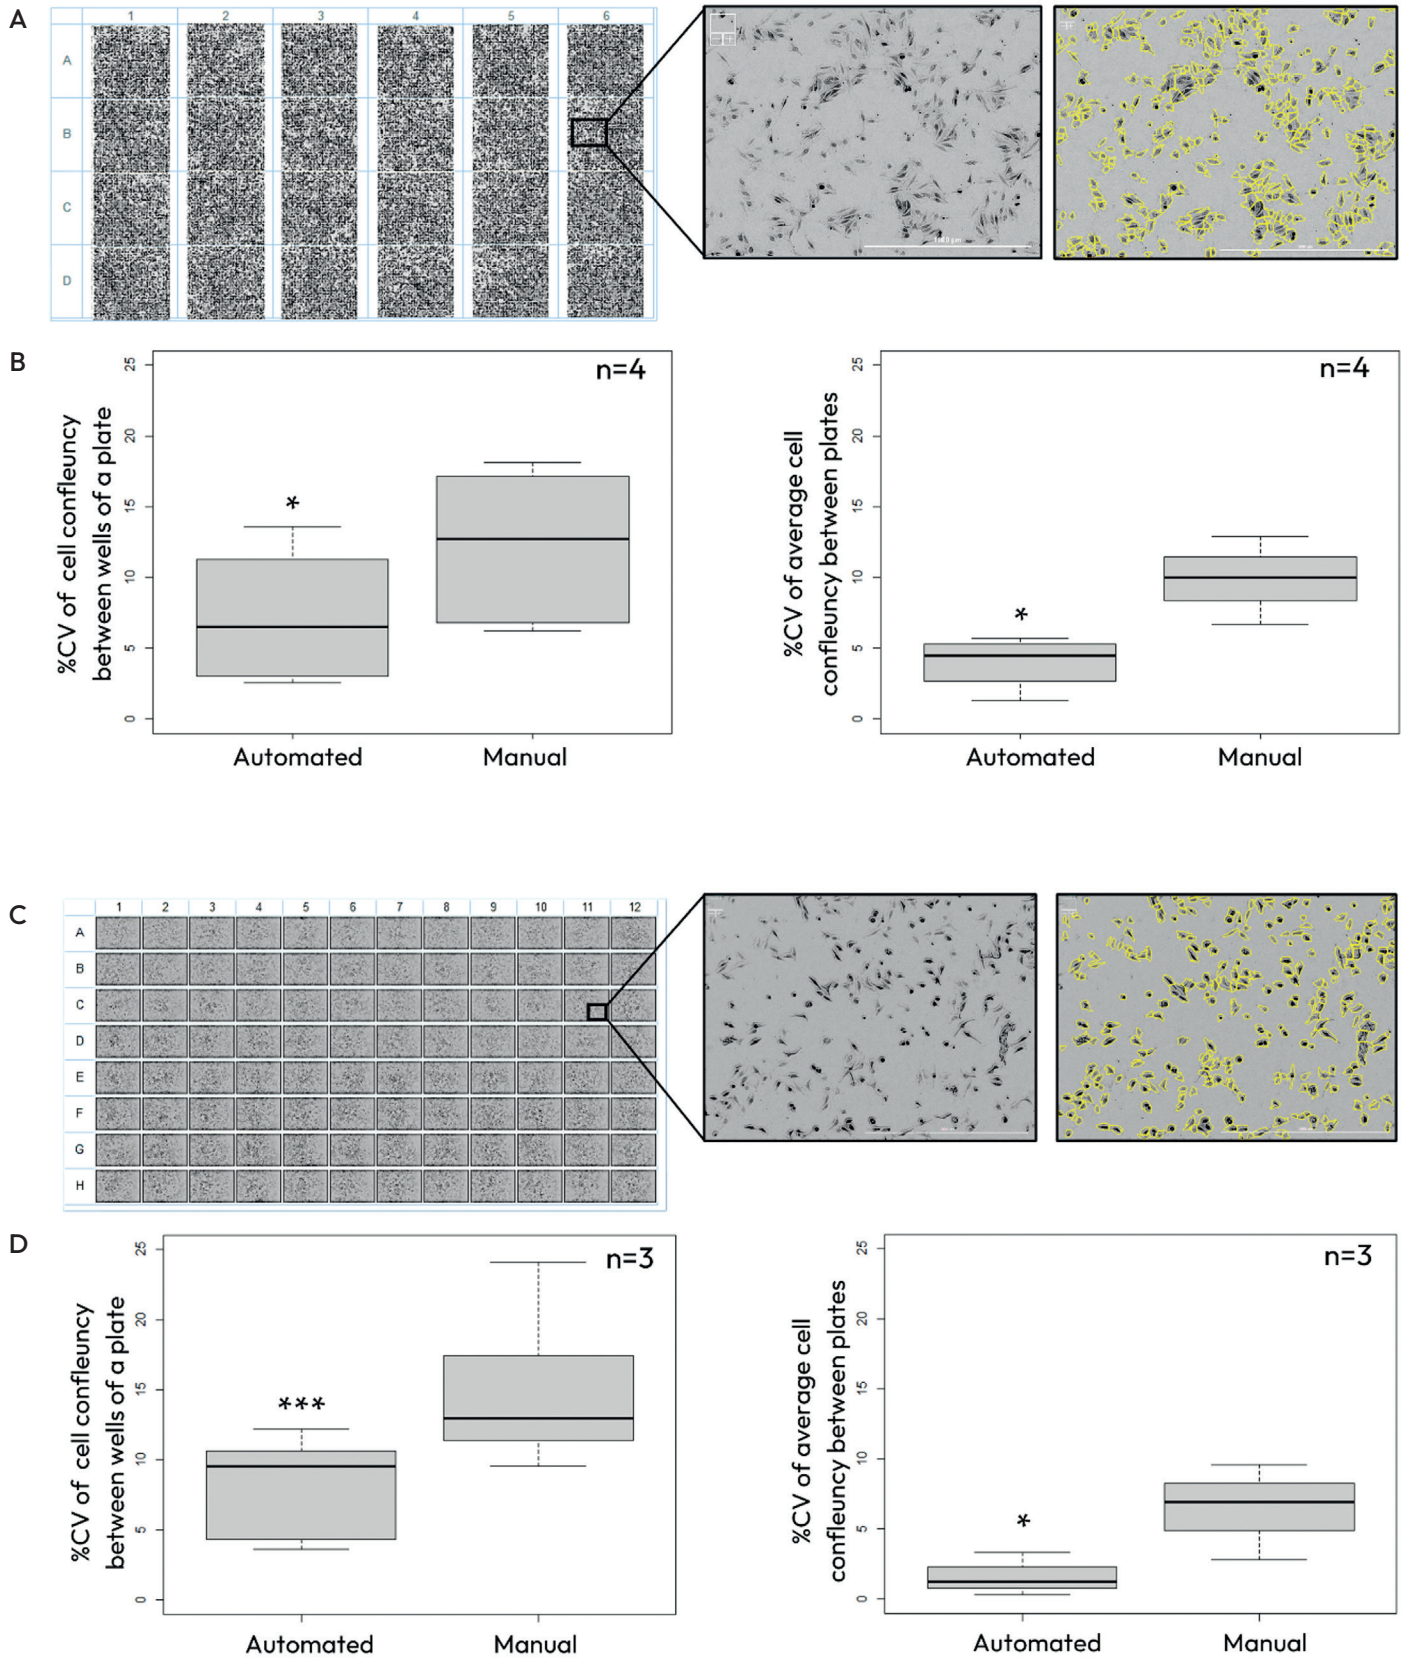 A
1 2 3 4 5 6
A
B
C
D
B
n=4
%CV of cell confleuncy
between wells of a plate
25
20
15
10
5
0
*
Automated Manual
n=4
%CV of average cell
confleuncy between plates
25
20
15
10
5
0
*
Automated Manual
C
1 2 3 4 5 6 7 8 9 10 11 12
A
B
C
D
E
F
G
H
D
n=3
%CV of cell confleuncy
between wells of a plate
25
20
15
10
5
0
***
Automated Manual
n=3
%CV of average cell
confleuncy between plates
25
20
15
10
5
0
*
Automated Manual